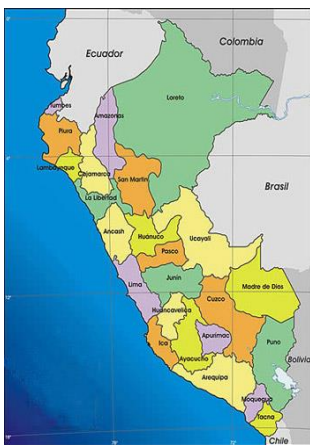 Ecuador
Colombia
Tumbes
Loreto
Amazonas
Piura
Lambayeque
Cajamarca
San Martín
Brasil
La Libertad
Ancash
Huánuco
Ucayali
Pasco
Lima
Junín
Madre de Dios
Cuzco
Huancavelica
Ica
Apurímac
Ayacucho
Puno
Bolivia
Arequipa
Moquegua
Tacna
Chile